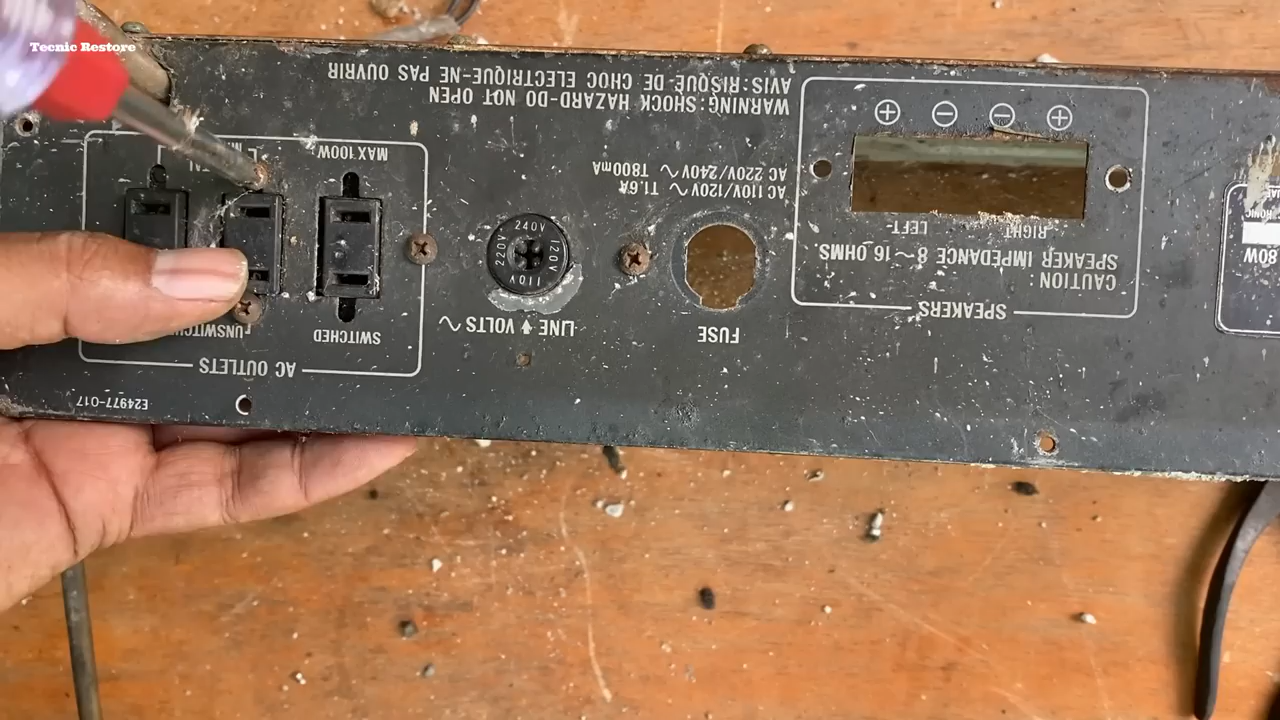 Tecnic Restore
SPEAKERS
CAUTION:
SPEAKER IMPEDANCE 8~16 OHMS
RIGHT
LEFT
+ − − +
FUSE
AC 110V/120V ~ T1.6A
AC 220V/240V ~ T800mA
WARNING: SHOCK HAZARD-DO NOT OPEN
AVIS: RISQUE DE CHOC ELECTRIQUE-NE PAS OUVRIR
LINE VOLTS ~
240V
120V
110V
220V
AC OUTLETS
SWITCHED
MAX100W
E24977-017
80W